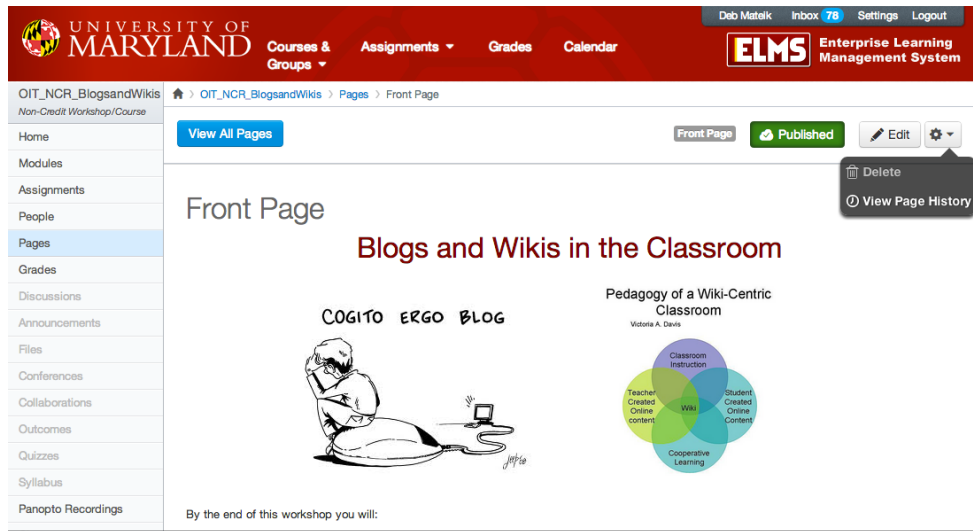 Deb Mateik Inbox 78 Settings Logout
UNIVERSITY OF
MARYLAND
Courses &
Groups
Assignments
Grades
Calendar
ELMS
Enterprise Learning
Management System
OIT_NCR_BlogsandWikis
Non-Credit Workshop/Course
OIT_NCR_BlogsandWikis > Pages > Front Page
Home
Modules
Assignments
People
Pages
Grades
Discussions
Announcements
Files
Conferences
Collaborations
Outcomes
Quizzes
Syllabus
Panopto Recordings
View All Pages
Front Page
Published
Edit
Delete
View Page History
Front Page
Blogs and Wikis in the Classroom
COGITO ERGO BLOG
Pedagogy of a Wiki-Centric
Classroom
Victoria A. Davis
Classroom
Instruction
Teacher
Created
Online
content
Wiki
Student
Created
Online
Content
Cooperative
Learning
By the end of this workshop you will: